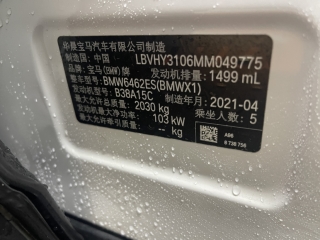 华晨宝马汽车有限公司制造
制造国：中国 LBVHY3106MM049775
品牌：宝马(BMW)牌 发动机排量：1499 mL
整车型号：BMW6462ES(BMWX1)
发动机型号：B38A15C
最大允许总质量：2030 kg 制造年月：2021-04
发动机最大净功率：103 kW 乘坐人数：5
A96